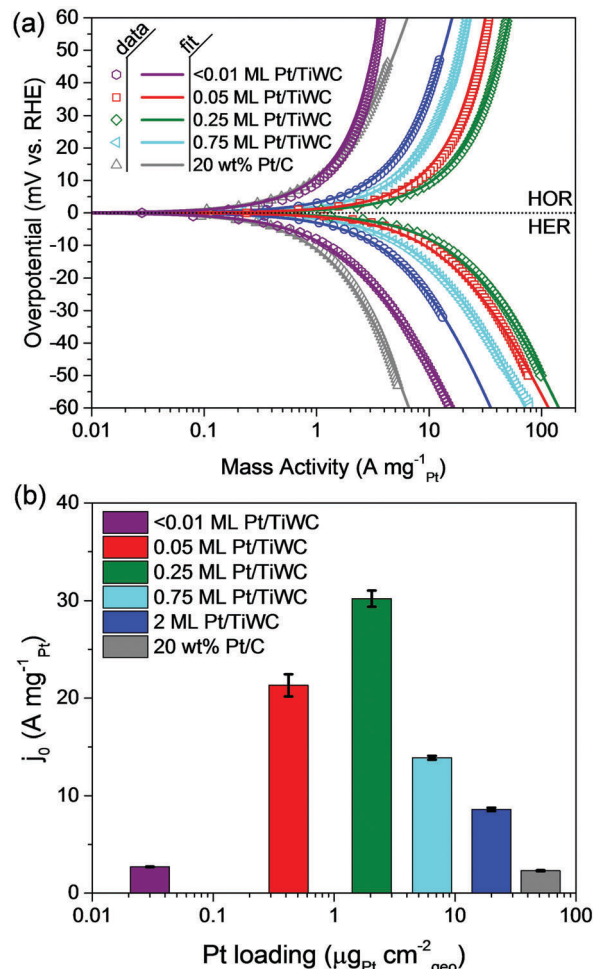 (a)
60
50
40
30
20
10
0
-10
-20
-30
-40
-50
-60
Overpotential (mV vs. RHE)
data
fit
<0.01 ML Pt/TiWC
0.05 ML Pt/TiWC
0.25 ML Pt/TiWC
0.75 ML Pt/TiWC
20 wt% Pt/C
HOR
HER
0.01 0.1 1 10 100
Mass Activity (A mg⁻¹Pt)
(b)
40
30
20
10
0
j₀ (A mg⁻¹Pt)
<0.01 ML Pt/TiWC
0.05 ML Pt/TiWC
0.25 ML Pt/TiWC
0.75 ML Pt/TiWC
2 ML Pt/TiWC
20 wt% Pt/C
0.01 0.1 1 10 100
Pt loading (μgPt cm⁻²geo)